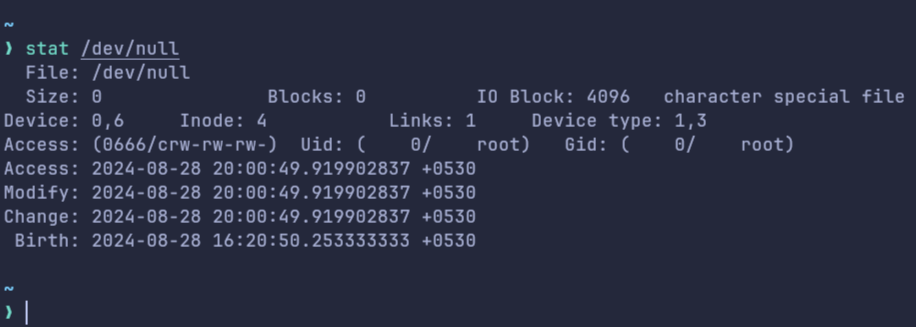 ~
❯ stat /dev/null
  File: /dev/null
  Size: 0               Blocks: 0          IO Block: 4096   character special file
Device: 0,6     Inode: 4           Links: 1     Device type: 1,3
Access: (0666/crw-rw-rw-)  Uid: (    0/    root)   Gid: (    0/    root)
Access: 2024-08-28 20:00:49.919902837 +0530
Modify: 2024-08-28 20:00:49.919902837 +0530
Change: 2024-08-28 20:00:49.919902837 +0530
 Birth: 2024-08-28 16:20:50.253333333 +0530
~
❯